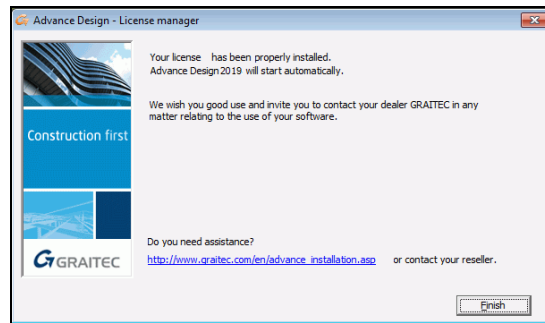 Advance Design - License manager
Your license has been properly installed.
Advance Design 2019 will start automatically.
We wish you good use and invite you to contact your dealer GRAITEC in any
matter relating to the use of your software.
Construction first
Do you need assistance?
GRAITEC
http://www.graitec.com/en/advance_installation.asp or contact your reseller.
Finish